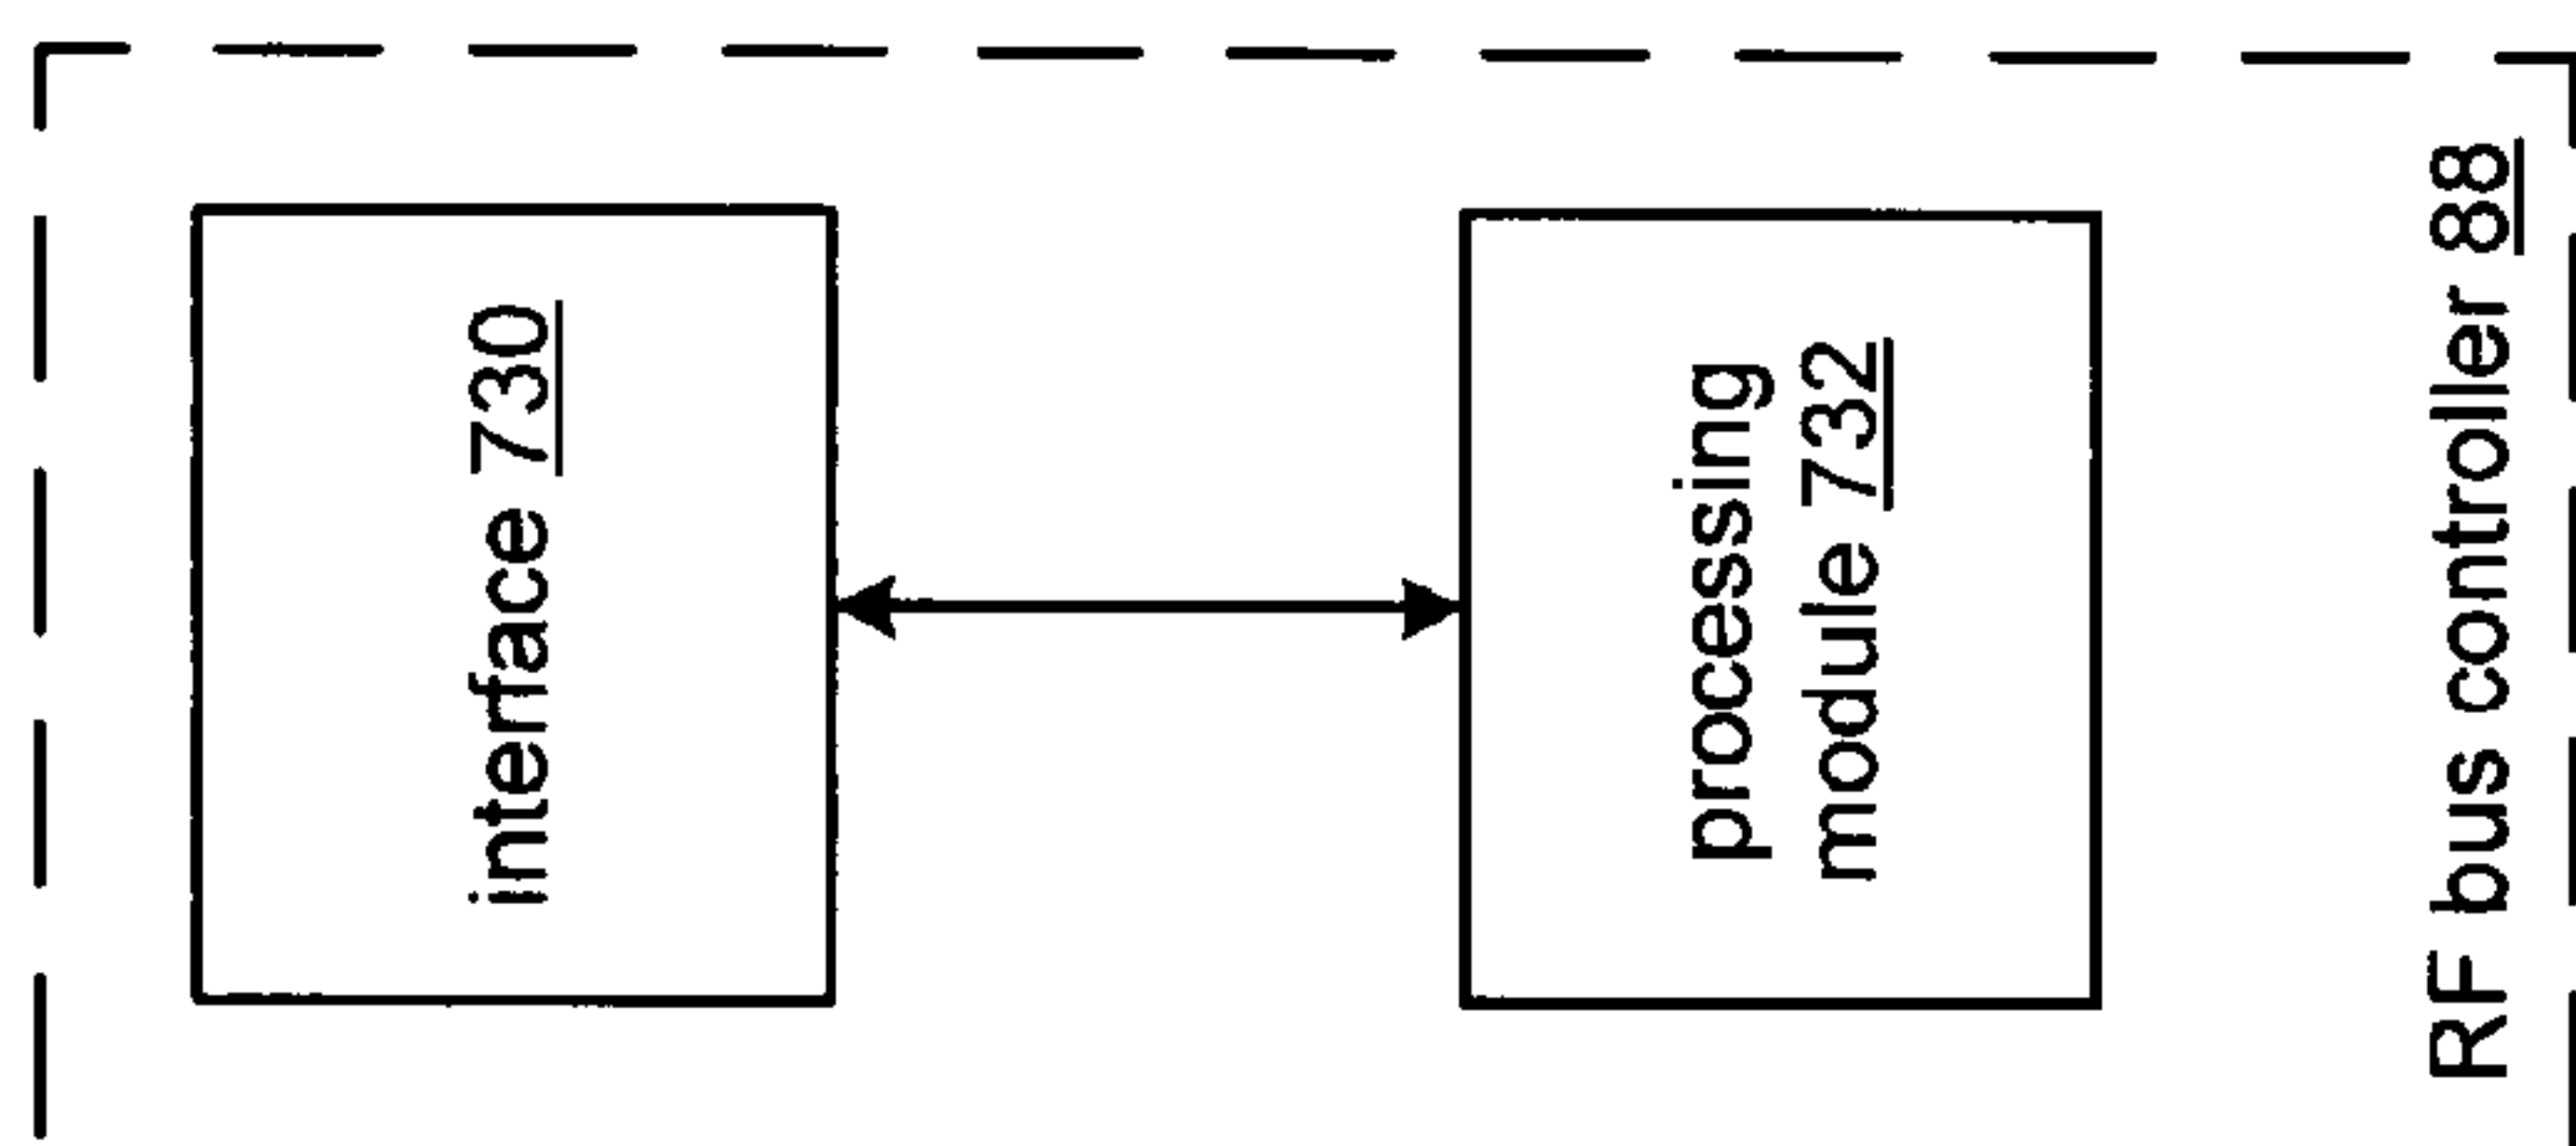 interface 730
processing
module 732
RF bus controller 88